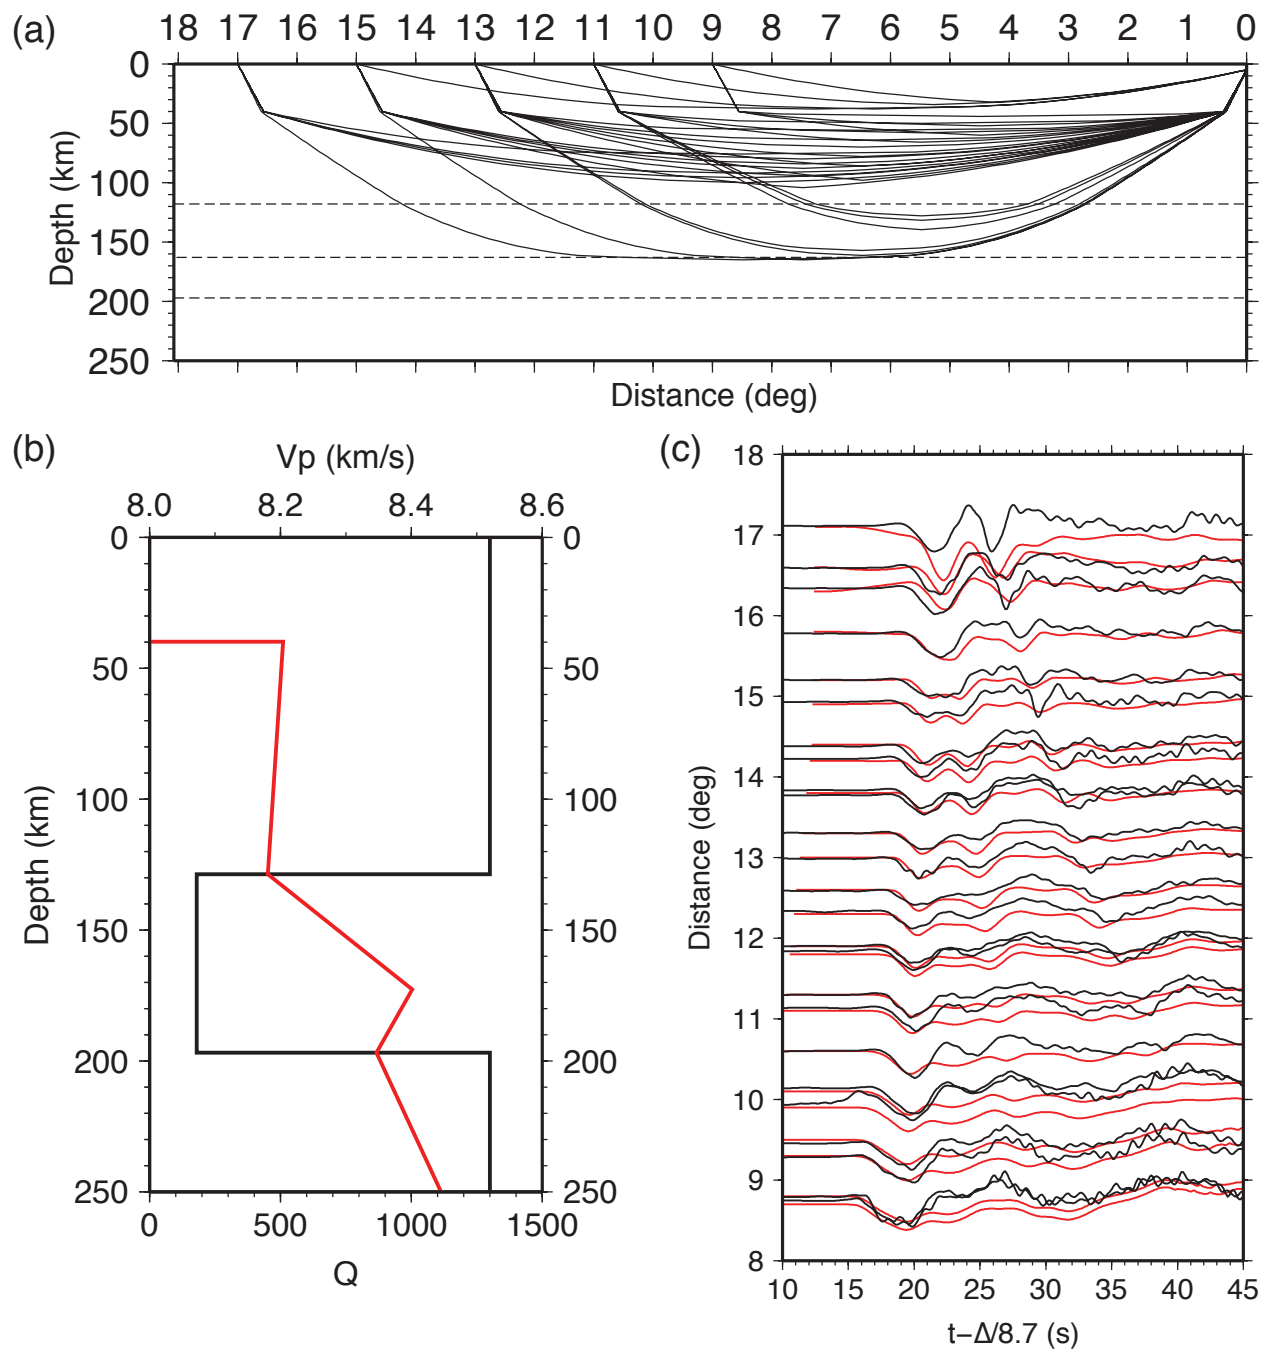 (a)
18 17 16 15 14 13 12 11 10 9 8 7 6 5 4 3 2 1 0
0
50
100
150
200
250
Depth (km)
Distance (deg)
(b)
Vp (km/s)
8.0 8.2 8.4 8.6
0 0
50 50
100 100
150 150
200 200
250 250
Depth (km)
0 500 1000 1500
Q
(c)
18
17
16
15
14
13
12
11
10
9
8
Distance (deg)
10 15 20 25 30 35 40 45
t−Δ/8.7 (s)